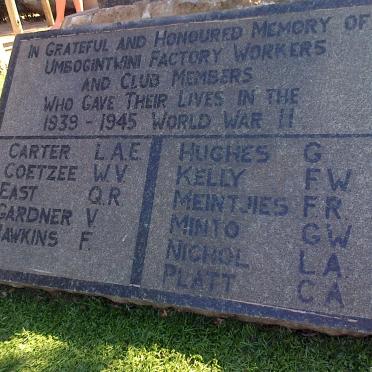 IN GRATEFUL AND HONOURED MEMORY OF
UMBOGINTWINI FACTORY WORKERS
AND CLUB MEMBERS
WHO GAVE THEIR LIVES IN THE
1939 - 1945 WORLD WAR II
CARTER L.A.E.
COETZEE W.V.
EAST Q.R
GARDNER V.
HAWKINS F.
HUGHES G
KELLY F W
MEINTJIES F R
MINTO G W
NICHOL L A
PLATT C A